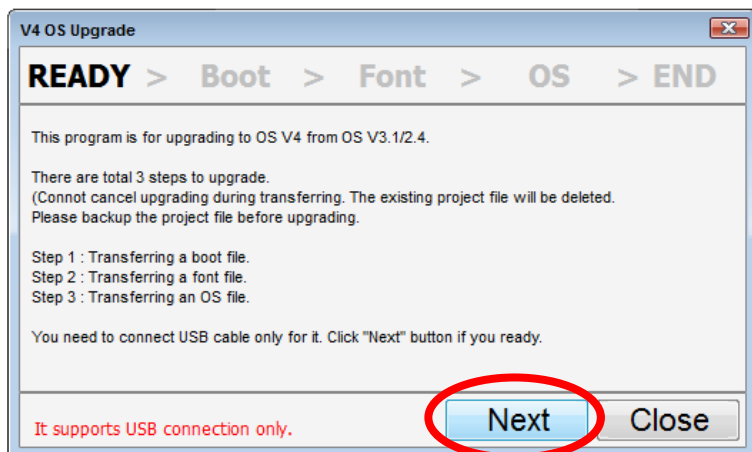 V4 OS Upgrade
READY > Boot > Font > OS > END
This program is for upgrading to OS V4 from OS V3.1/2.4.
There are total 3 steps to upgrade.
(Connot cancel upgrading during transferring. The existing project file will be deleted.
Please backup the project file before upgrading.
Step 1 : Transferring a boot file.
Step 2 : Transferring a font file.
Step 3 : Transferring an OS file.
You need to connect USB cable only for it. Click "Next" button if you ready.
It supports USB connection only.
Next
Close